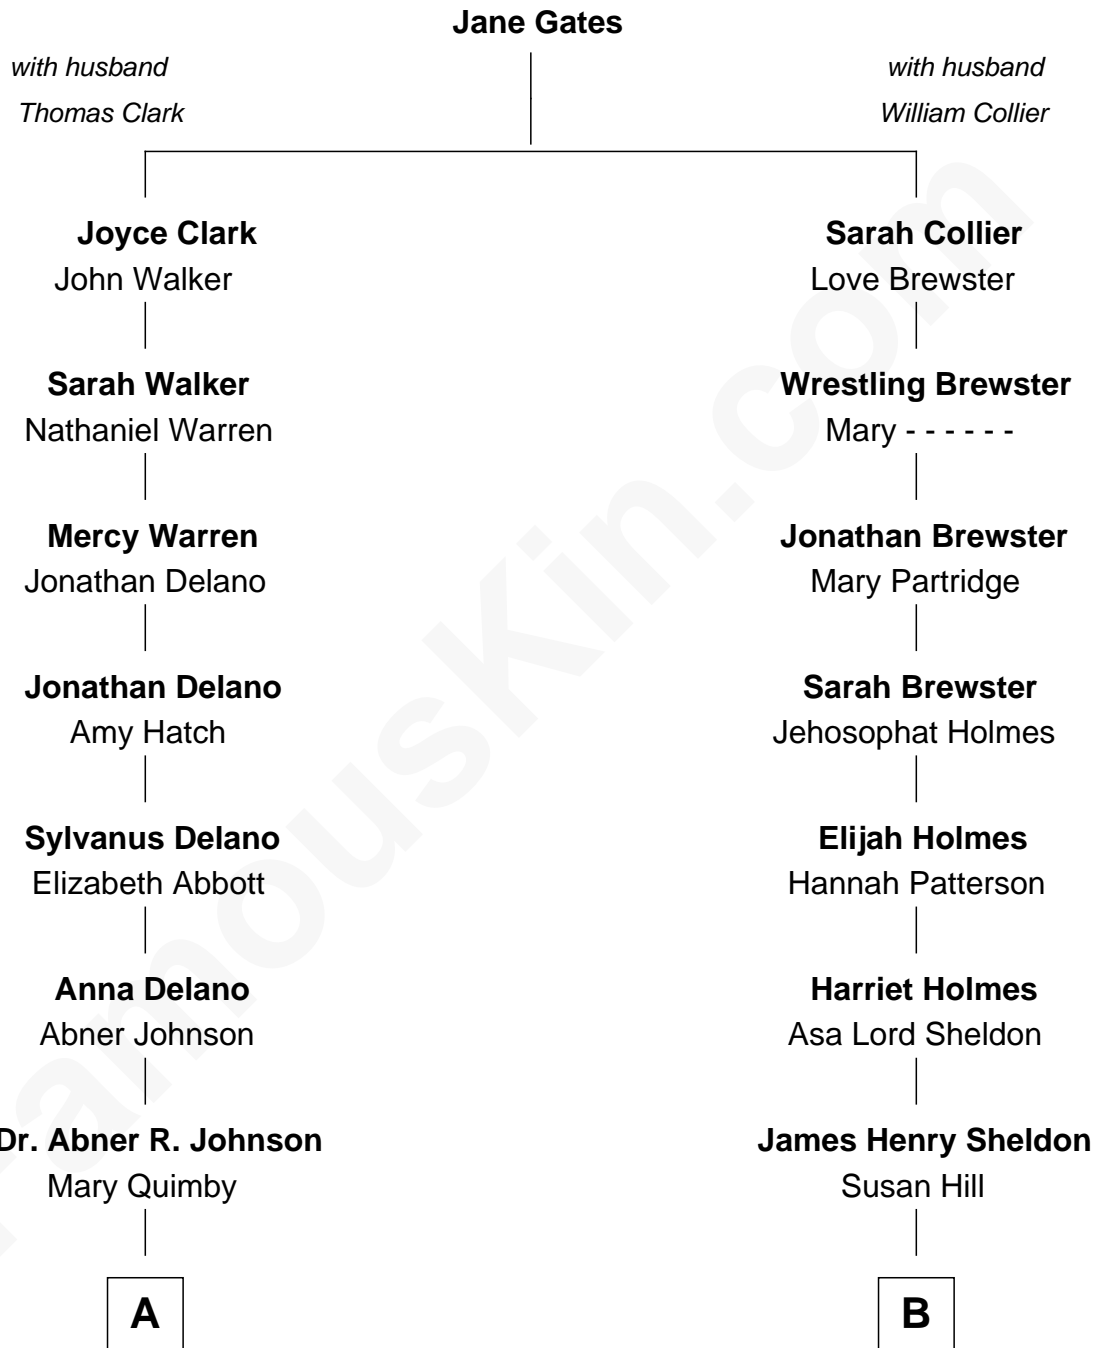 Jane Gates
with husband
Thomas Clark
with husband
William Collier
Joyce Clark
John Walker
Sarah Walker
Nathaniel Warren
Mercy Warren
Jonathan Delano
Jonathan Delano
Amy Hatch
Sylvanus Delano
Elizabeth Abbott
Anna Delano
Abner Johnson
Dr. Abner R. Johnson
Mary Quimby
A
Sarah Collier
Love Brewster
Wrestling Brewster
Mary - - - - - -
Jonathan Brewster
Mary Partridge
Sarah Brewster
Jehosophat Holmes
Elijah Holmes
Hannah Patterson
Harriet Holmes
Asa Lord Sheldon
James Henry Sheldon
Susan Hill
B
FamousKin.com